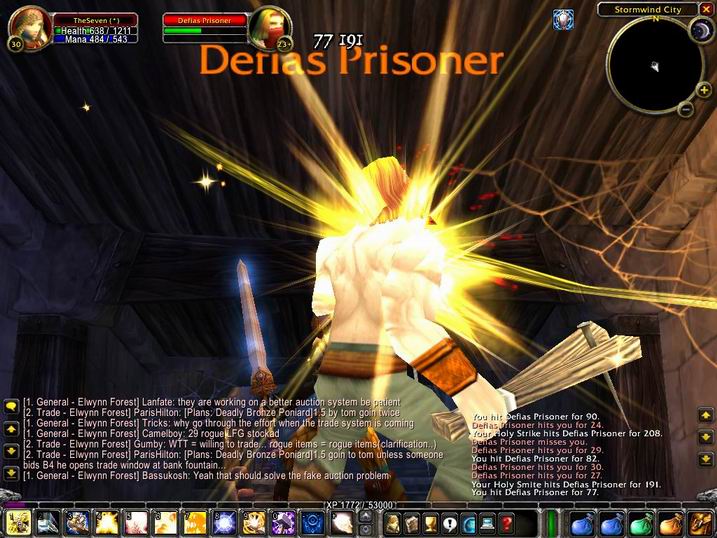 TheSeven (*)
Health 638 / 1211
Mana 484 / 543
30
Defias Prisoner
23+
77 191
Stormwind City
N
Defias Prisoner
[1. General - Elwynn Forest] Lanfate: they are working on a better auction system be patient
[2. Trade - Elwynn Forest] ParisHilton: [Plans: Deadly Bronze Poniard]1.5 by tom goin twice
[1. General - Elwynn Forest] Tricks: why go through the effort when the trade system is coming
[1. General - Elwynn Forest] Camelboy: 29 rogue LFG stockad
[2. Trade - Elwynn Forest] Gumby: WTT = willing to trade.. rogue items = rogue items(clarification..)
[2. Trade - Elwynn Forest] ParisHilton: [Plans: Deadly Bronze Poniard]1.5 goin to tom unless someone
bids B4 he opens trade window at bank fountain...
[1. General - Elwynn Forest] Bassukosh: Yeah that should solve the fake auction problem
You hit Defias Prisoner for 90.
Defias Prisoner hits you for 24.
Your Holy Strike hits Defias Prisoner for 208.
Defias Prisoner misses you.
Defias Prisoner hits you for 29.
You hit Defias Prisoner for 82.
Defias Prisoner hits you for 30.
Defias Prisoner hits you for 27.
Your Holy Smite hits Defias Prisoner for 191.
You hit Defias Prisoner for 77.
XP 1772 / 53000